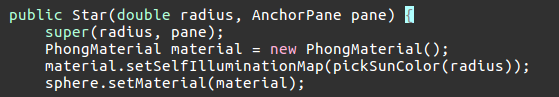 public Star(double radius, AnchorPane pane) {
    super(radius, pane);
    PhongMaterial material = new PhongMaterial();
    material.setSelfIlluminationMap(pickSunColor(radius));
    sphere.setMaterial(material);